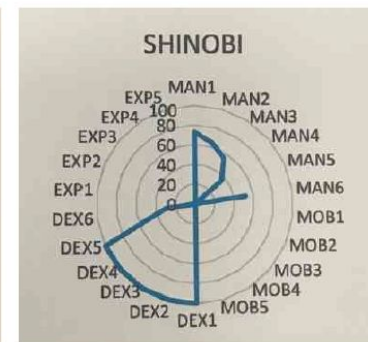 SHINOBI
MAN1
MAN2
MAN3
MAN4
MAN5
MAN6
MOB1
MOB2
MOB3
MOB4
MOB5
DEX1
DEX2
DEX3
DEX4
DEX5
DEX6
EXP1
EXP2
EXP3
EXP4
EXP5
100
80
60
40
20
0